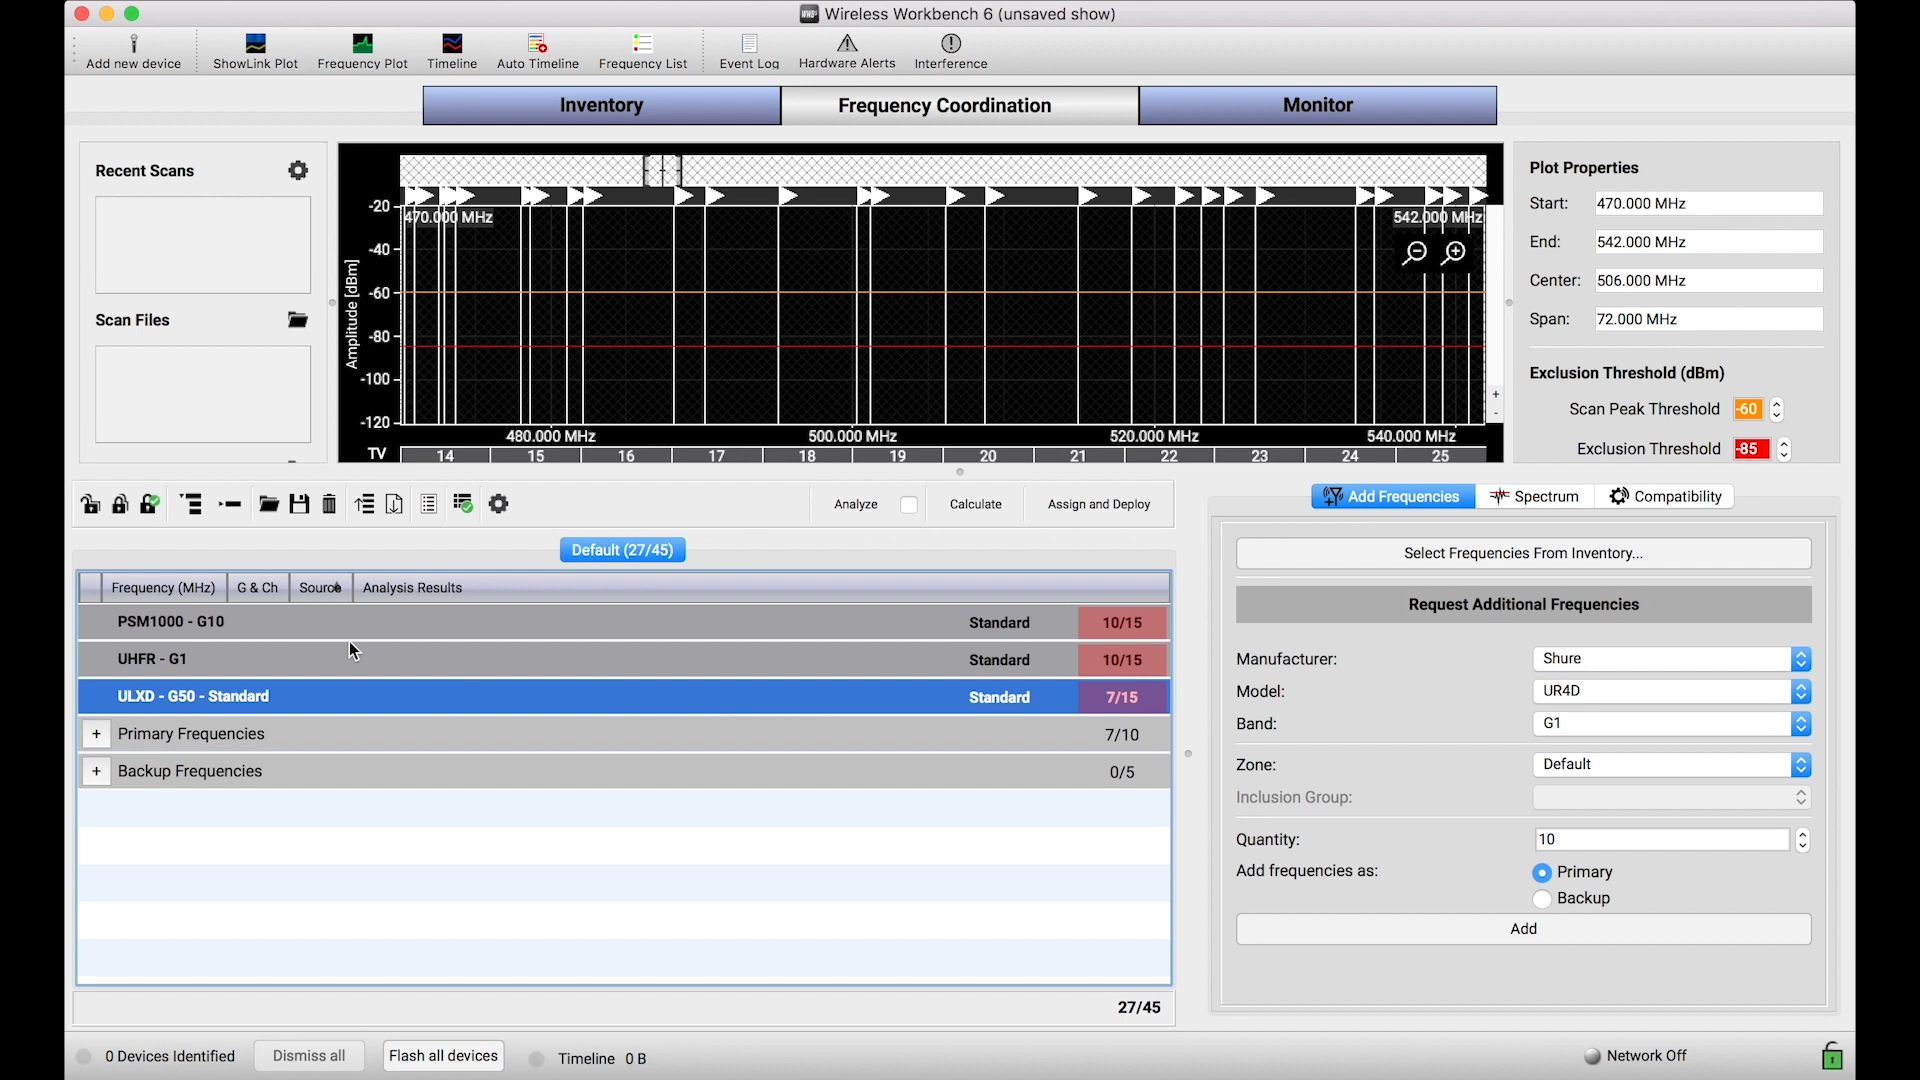 Wireless Workbench 6 (unsaved show)
Add new device
ShowLink Plot
Frequency Plot
Timeline
Auto Timeline
Frequency List
Event Log
Hardware Alerts
Interference
Inventory
Frequency Coordination
Monitor
Recent Scans
Scan Files
Amplitude [dBm]
-20
-40
-60
-80
-100
-120
470.000 MHz
542.000 MHz
480.000 MHz
500.000 MHz
520.000 MHz
540.000 MHz
TV 14 15 16 17 18 19 20 21 22 23 24 25
Plot Properties
Start: 470.000 MHz
End: 542.000 MHz
Center: 506.000 MHz
Span: 72.000 MHz
Exclusion Threshold (dBm)
Scan Peak Threshold -60
Exclusion Threshold -85
Analyze
Calculate
Assign and Deploy
Default (27/45)
Frequency (MHz) G & Ch Source Analysis Results
PSM1000 - G10 Standard 10/15
UHFR - G1 Standard 10/15
ULXD - G50 - Standard Standard 7/15
+ Primary Frequencies 7/10
+ Backup Frequencies 0/5
27/45
Add Frequencies
Spectrum
Compatibility
Select Frequencies From Inventory...
Request Additional Frequencies
Manufacturer: Shure
Model: UR4D
Band: G1
Zone: Default
Inclusion Group:
Quantity: 10
Add frequencies as: Primary
Backup
Add
0 Devices Identified
Dismiss all
Flash all devices
Timeline 0 B
Network Off